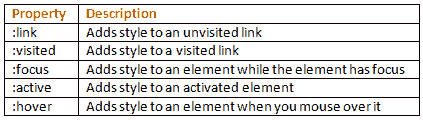 Property Description
:link Adds style to an unvisited link
:visited Adds style to a visited link
:focus Adds style to an element while the element has focus
:active Adds style to an activated element
:hover Adds style to an element when you mouse over it